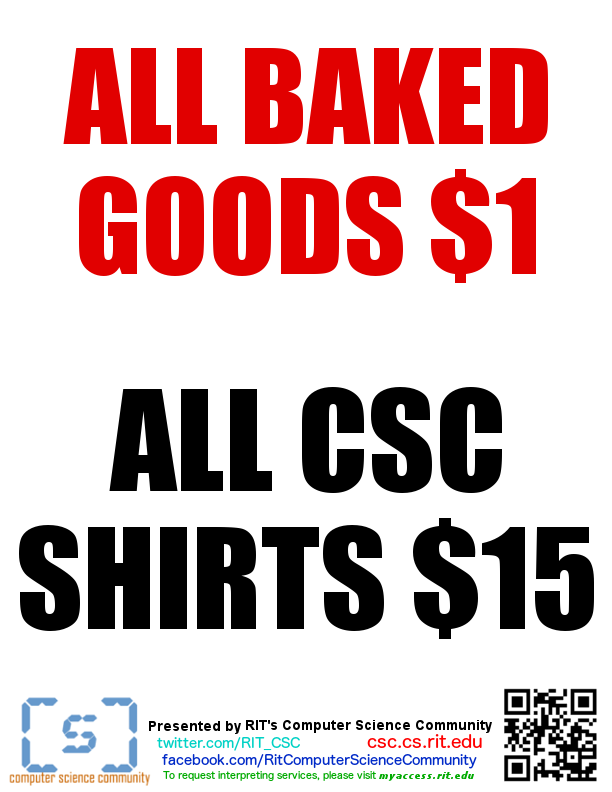 ALL BAKED
GOODS $1
ALL CSC
SHIRTS $15
[s]
computer science community
Presented by RIT's Computer Science Community
twitter.com/RIT_CSC csc.cs.rit.edu
facebook.com/RitComputerScienceCommunity
To request interpreting services, please visit myaccess.rit.edu